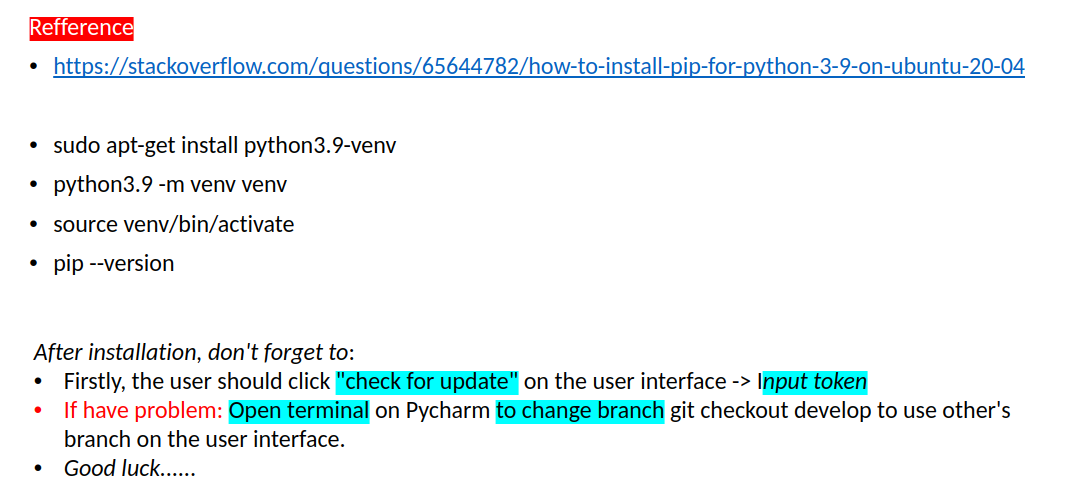 Refference
• https://stackoverflow.com/questions/65644782/how-to-install-pip-for-python-3-9-on-ubuntu-20-04
• sudo apt-get install python3.9-venv
• python3.9 -m venv venv
• source venv/bin/activate
• pip --version
After installation, don't forget to:
• Firstly, the user should click "check for update" on the user interface -> Input token
• If have problem: Open terminal on Pycharm to change branch git checkout develop to use other's
branch on the user interface.
• Good luck......